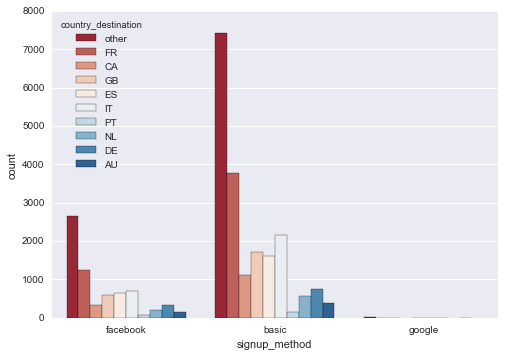 8000
7000
6000
5000
4000
3000
2000
1000
0
count
country_destination
other
FR
CA
GB
ES
IT
PT
NL
DE
AU
facebook basic google
signup_method